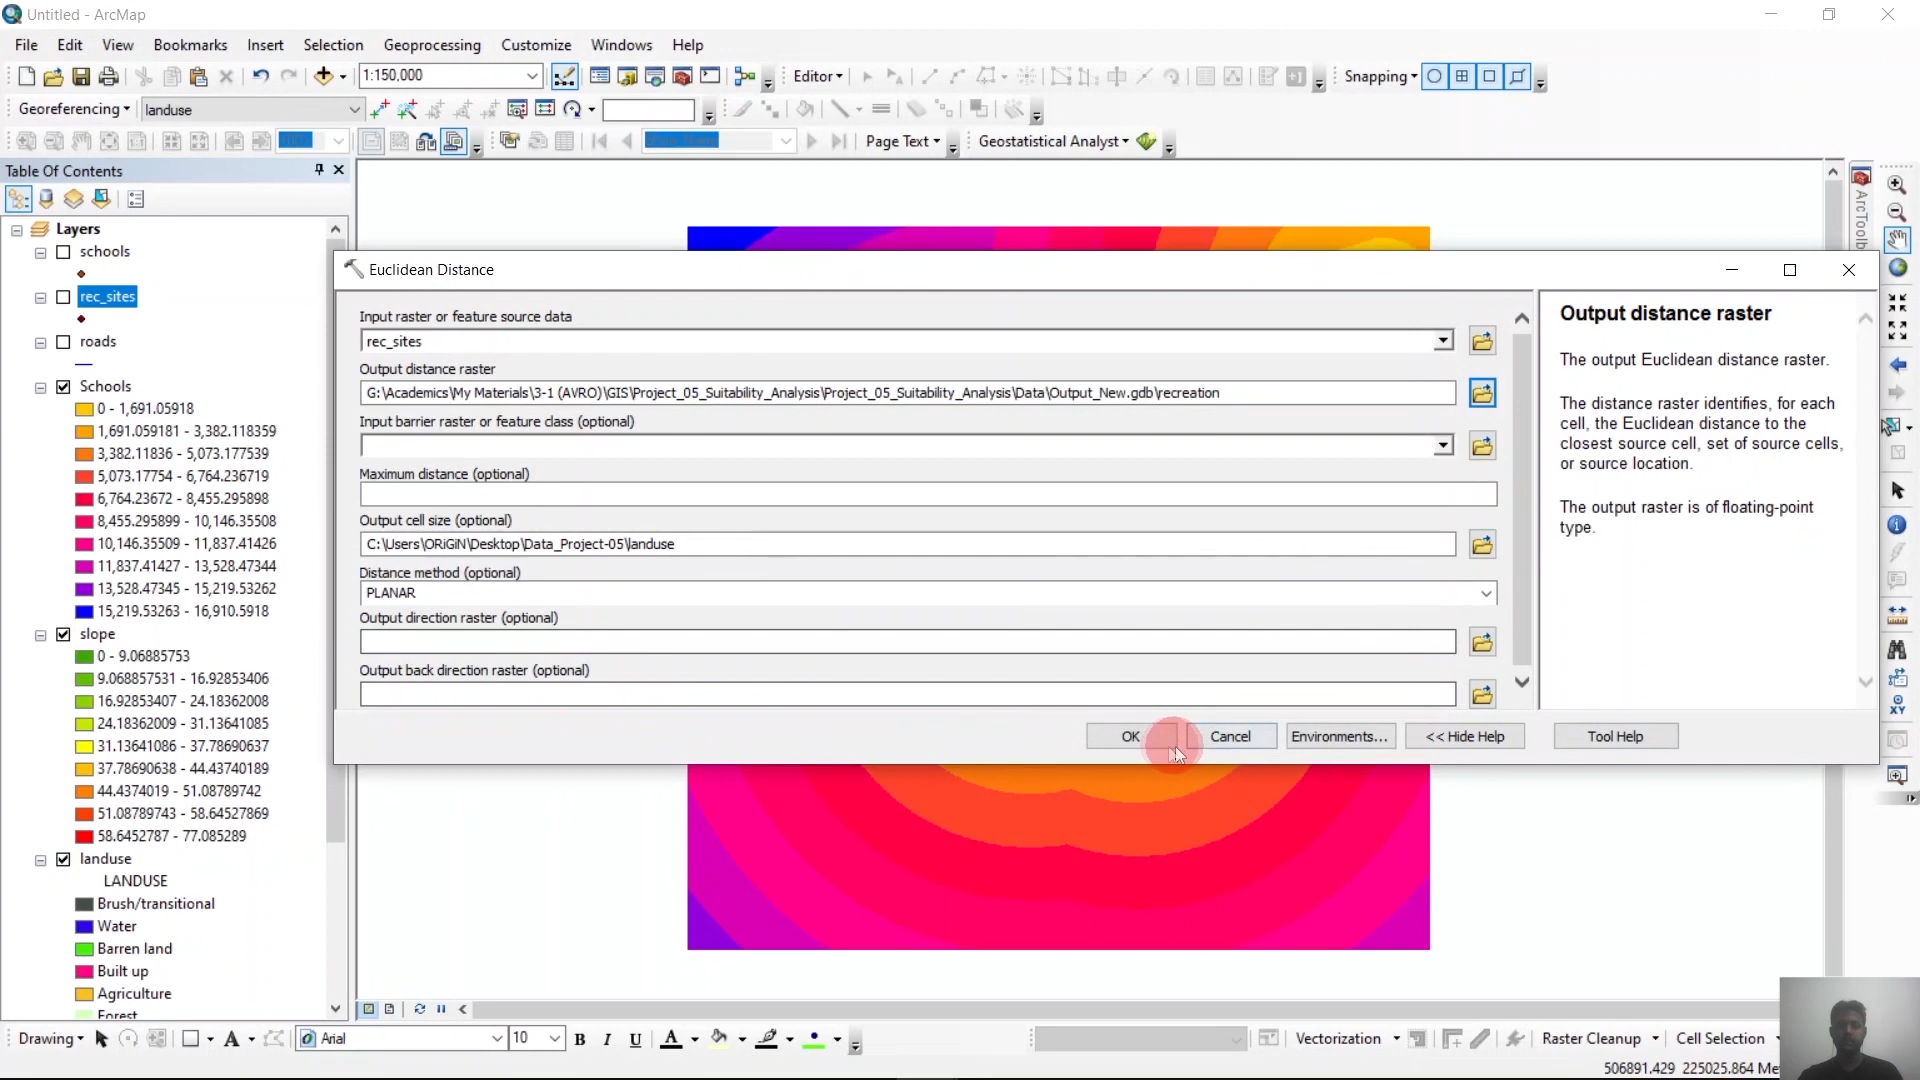 Untitled - ArcMap
File Edit View Bookmarks Insert Selection Geoprocessing Customize Windows Help
1:150,000 Editor Snapping
Georeferencing landuse
Page Text Geostatistical Analyst
Table Of Contents
Layers
schools
rec_sites
roads
Schools
0 - 1,691.05918
1,691.059181 - 3,382.118359
3,382.11836 - 5,073.177539
5,073.17754 - 6,764.236719
6,764.23672 - 8,455.295898
8,455.295899 - 10,146.35508
10,146.35509 - 11,837.41426
11,837.41427 - 13,528.47344
13,528.47345 - 15,219.53262
15,219.53263 - 16,910.5918
slope
0 - 9.06885753
9.068857531 - 16.92853406
16.92853407 - 24.18362008
24.18362009 - 31.13641085
31.13641086 - 37.78690637
37.78690638 - 44.43740189
44.4374019 - 51.08789742
51.08789743 - 58.64527869
58.6452787 - 77.085289
landuse
LANDUSE
Brush/transitional
Water
Barren land
Built up
Agriculture
Forest
Euclidean Distance
Input raster or feature source data
rec_sites
Output distance raster
G:\Academics\My Materials\3-1 (AVRO)\GIS\Project_05_Suitability_Analysis\Project_05_Suitability_Analysis\Data\Output_New.gdb\recreation
Input barrier raster or feature class (optional)
Maximum distance (optional)
Output cell size (optional)
C:\Users\ORiGiN\Desktop\Data_Project-05\landuse
Distance method (optional)
PLANAR
Output direction raster (optional)
Output back direction raster (optional)
OK Cancel Environments... << Hide Help Tool Help
Output distance raster
The output Euclidean distance raster.
The distance raster identifies, for each
cell, the Euclidean distance to the
closest source cell, set of source cells,
or source location.
The output raster is of floating-point
type.
Drawing A Arial 10 B I U A Vectorization Raster Cleanup Cell Selection
506891.429 225025.864 Me